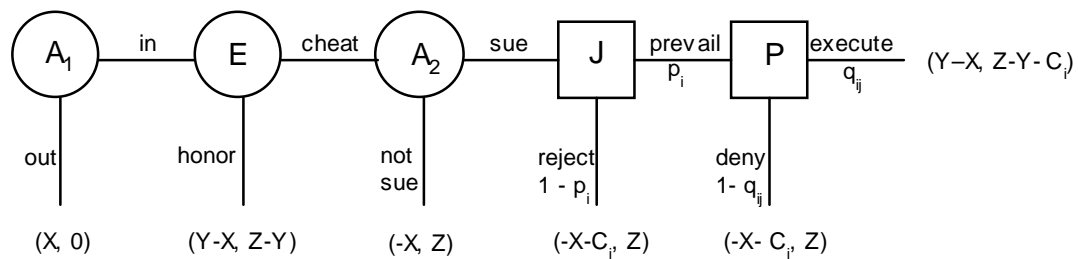 A₁ in E cheat A₂ sue J prevail pᵢ P execute qᵢⱼ (Y–X, Z-Y- Cᵢ)
out honor not sue reject 1 - pᵢ deny 1- qᵢⱼ
(X, 0) (Y-X, Z-Y) (-X, Z) (-X-Cᵢ, Z) (-X- Cᵢ, Z)